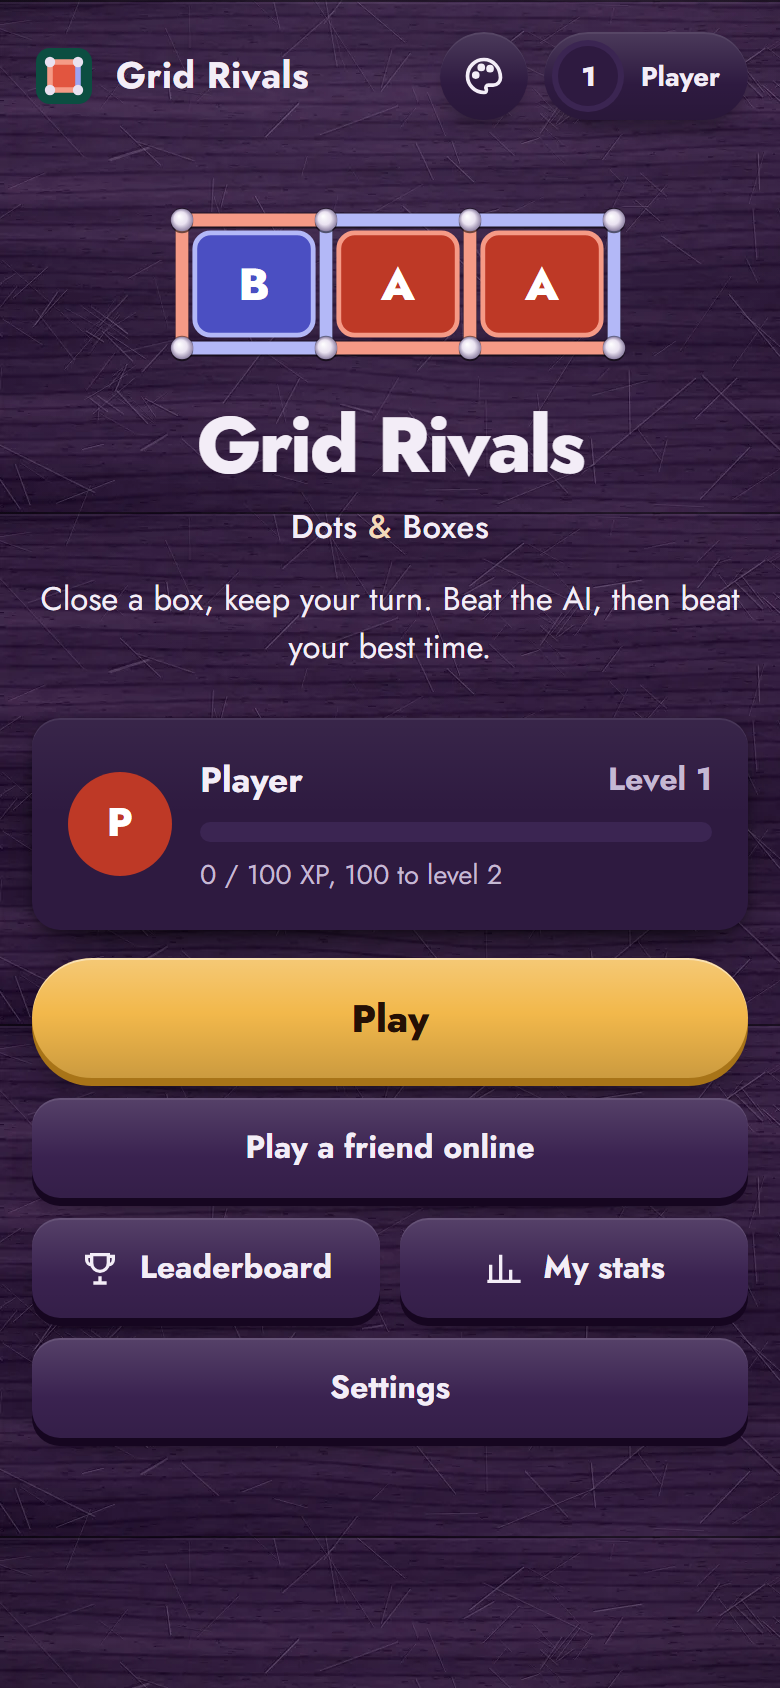 Grid Rivals
1 Player
B A A
Grid Rivals
Dots & Boxes
Close a box, keep your turn. Beat the AI, then beat
your best time.
P
Player
Level 1
0 / 100 XP, 100 to level 2
Play
Play a friend online
Leaderboard
My stats
Settings